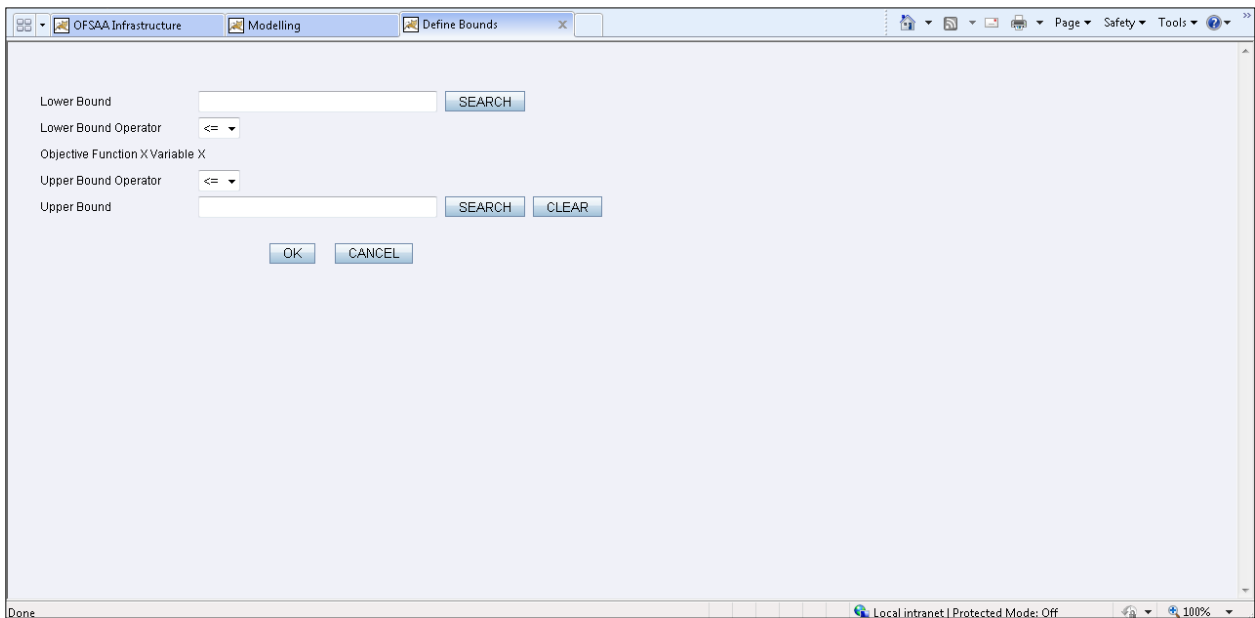 OFSAA Infrastructure Modelling Define Bounds x Page Safety Tools »
Lower Bound SEARCH
Lower Bound Operator <=
Objective Function X Variable X
Upper Bound Operator <=
Upper Bound SEARCH CLEAR
OK CANCEL
Done Local intranet | Protected Mode: Off 100%